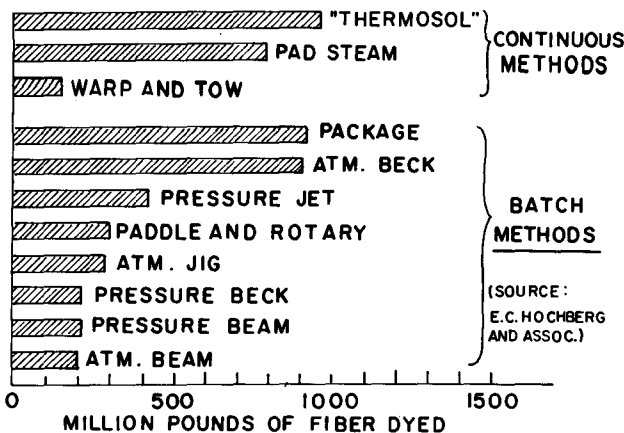 "THERMOSOL"
PAD STEAM
WARP AND TOW
CONTINUOUS
METHODS
PACKAGE
ATM. BECK
PRESSURE JET
PADDLE AND ROTARY
ATM. JIG
PRESSURE BECK
PRESSURE BEAM
ATM. BEAM
BATCH
METHODS
(SOURCE:
E.C. HOCHBERG
AND ASSOC.)
0 500 1000 1500
MILLION POUNDS OF FIBER DYED